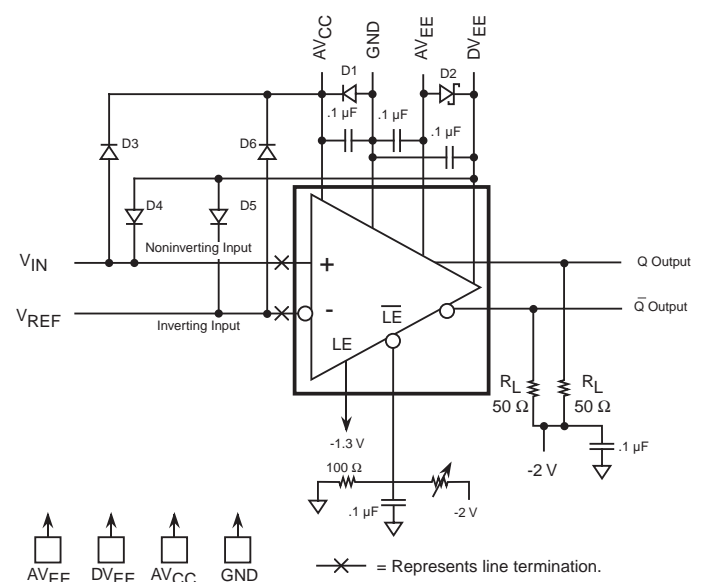 AVCC
GND
AVEE
DVEE
D1
D2
.1 µF
.1 µF
.1 µF
D3
D6
D4
D5
VIN
Noninverting Input
+
Q Output
VREF
Inverting Input
-
LE
LE
Q Output
-1.3 V
RL
50 Ω
RL
50 Ω
-2 V
.1 µF
100 Ω
.1 µF
-2 V
AVEE
DVEE
AVCC
GND
= Represents line termination.